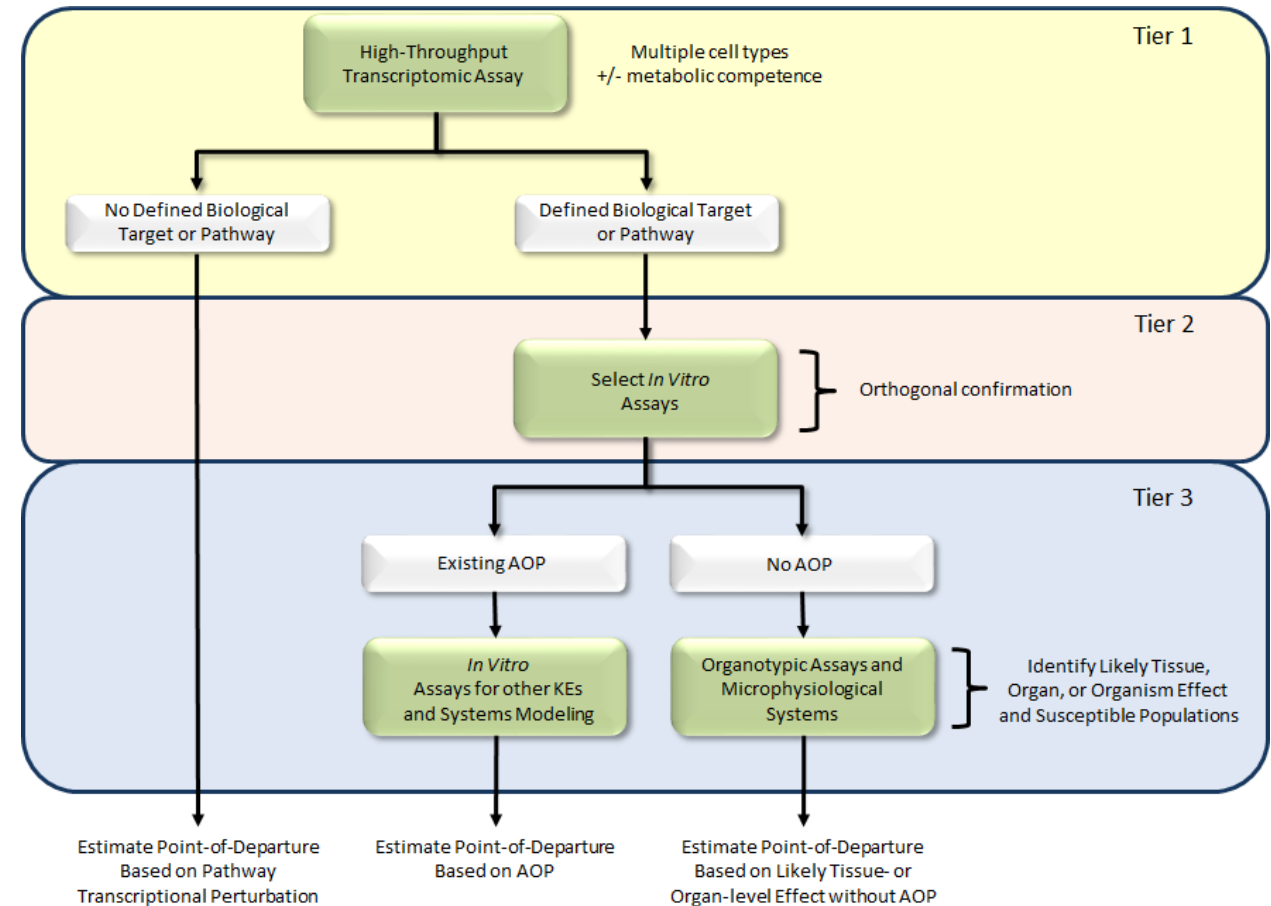 Tier 1
High-Throughput
Transcriptomic Assay
Multiple cell types
+/- metabolic competence
No Defined Biological
Target or Pathway
Defined Biological Target
or Pathway
Tier 2
Select In Vitro
Assays
Orthogonal confirmation
Tier 3
Existing AOP
No AOP
In Vitro
Assays for other KEs
and Systems Modeling
Organotypic Assays and
Microphysiological
Systems
Identify Likely Tissue,
Organ, or Organism Effect
and Susceptible Populations
Estimate Point-of-Departure
Based on Pathway
Transcriptional Perturbation
Estimate Point-of-Departure
Based on AOP
Estimate Point-of-Departure
Based on Likely Tissue- or
Organ-level Effect without AOP